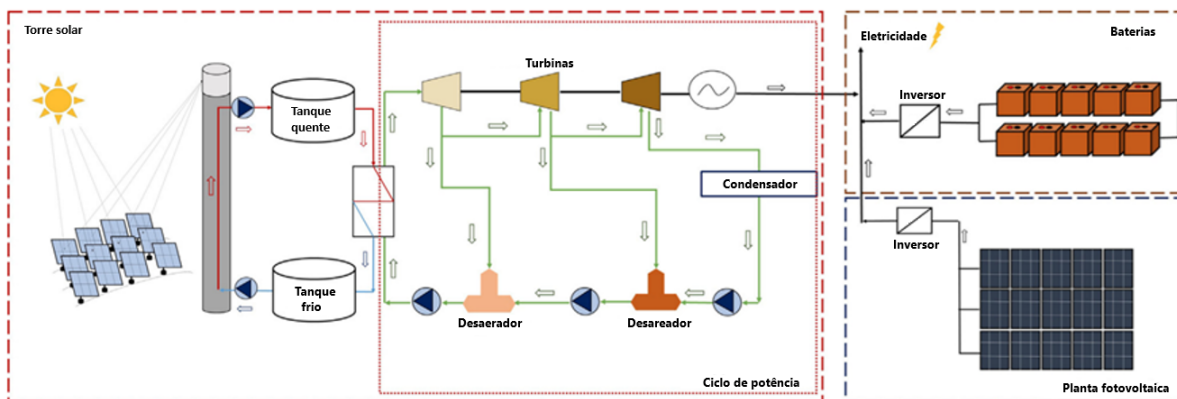 Torre solar
Turbinas
Eletricidade
Baterias
Tanque
quente
Inversor
Condensador
Tanque
frio
Inversor
Desaerador
Desareador
Ciclo de potência
Planta fotovoltaica